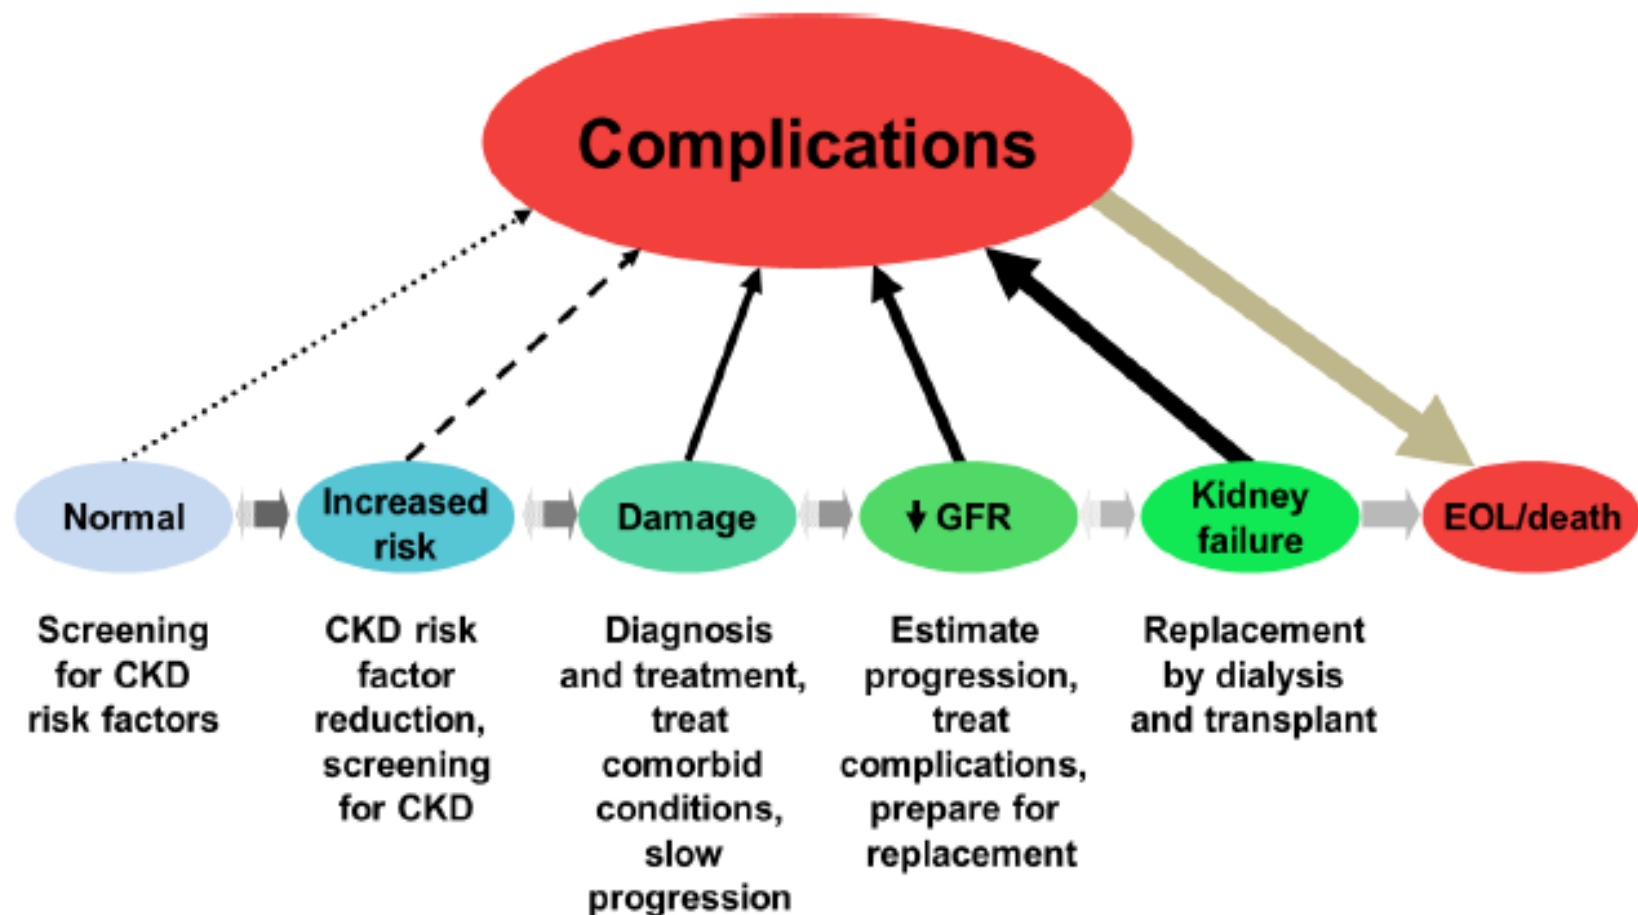 Complications
Normal
Increased
risk
Damage
↓ GFR
Kidney
failure
EOL/death
Screening
for CKD
risk factors
CKD risk
factor
reduction,
screening
for CKD
Diagnosis
and treatment,
treat
comorbid
conditions,
slow
progression
Estimate
progression,
treat
complications,
prepare for
replacement
Replacement
by dialysis
and transplant